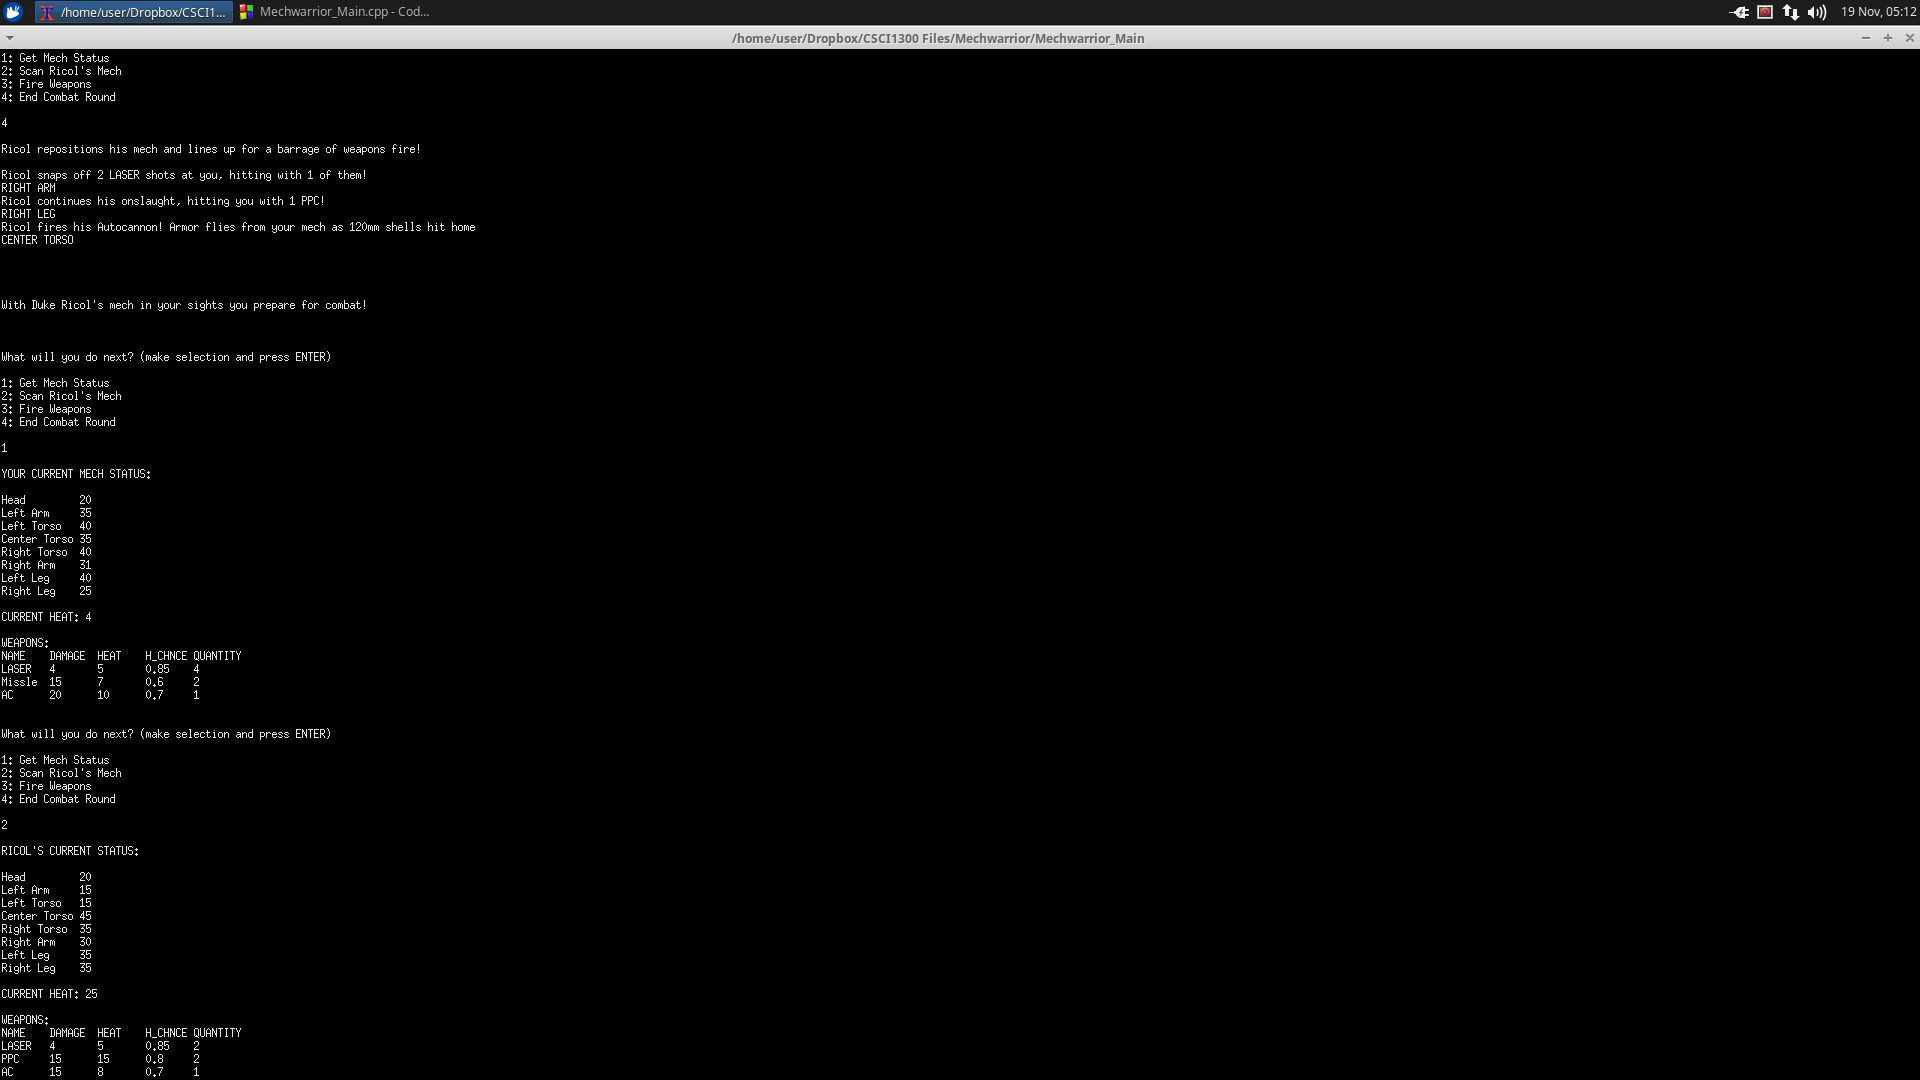 /home/user/Dropbox/CSCI1... Mechwarrior_Main.cpp - Cod... 19 Nov, 05:12
/home/user/Dropbox/CSCI1300 Files/Mechwarrior/Mechwarrior_Main
1: Get Mech Status
2: Scan Ricol's Mech
3: Fire Weapons
4: End Combat Round
4
Ricol repositions his mech and lines up for a barrage of weapons fire!
Ricol snaps off 2 LASER shots at you, hitting with 1 of them!
RIGHT ARM
Ricol continues his onslaught, hitting you with 1 PPC!
RIGHT LEG
Ricol fires his Autocannon! Armor flies from your mech as 120mm shells hit home
CENTER TORSO
With Duke Ricol's mech in your sights you prepare for combat!
What will you do next? (make selection and press ENTER)
1: Get Mech Status
2: Scan Ricol's Mech
3: Fire Weapons
4: End Combat Round
1
YOUR CURRENT MECH STATUS:
Head 20
Left Arm 35
Left Torso 40
Center Torso 35
Right Torso 40
Right Arm 31
Left Leg 40
Right Leg 25
CURRENT HEAT: 4
WEAPONS:
NAME DAMAGE HEAT H_CHNCE QUANTITY
LASER 4 5 0.85 4
Missle 15 7 0.6 2
AC 20 10 0.7 1
What will you do next? (make selection and press ENTER)
1: Get Mech Status
2: Scan Ricol's Mech
3: Fire Weapons
4: End Combat Round
2
RICOL'S CURRENT STATUS:
Head 20
Left Arm 15
Left Torso 15
Center Torso 45
Right Torso 35
Right Arm 30
Left Leg 35
Right Leg 35
CURRENT HEAT: 25
WEAPONS:
NAME DAMAGE HEAT H_CHNCE QUANTITY
LASER 4 5 0.85 2
PPC 15 15 0.8 2
AC 15 8 0.7 1